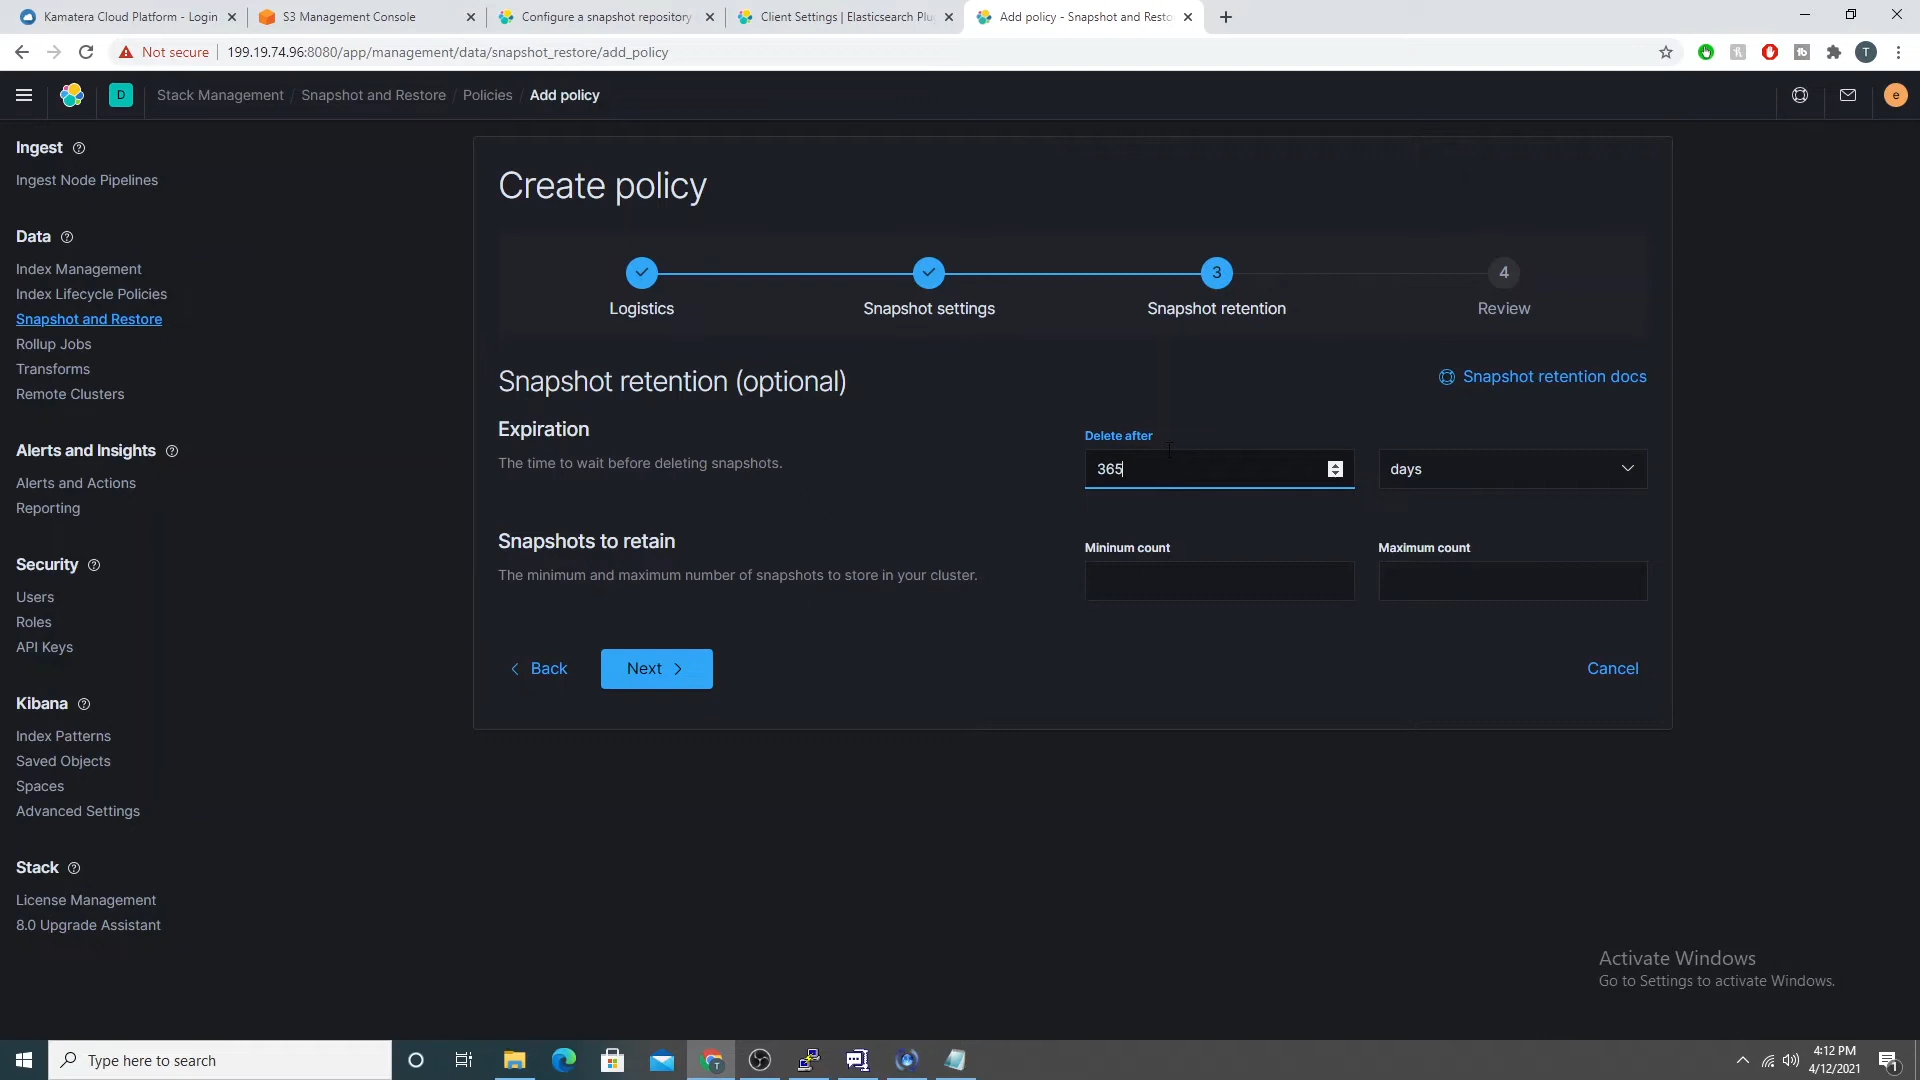 Kamatera Cloud Platform - Login
S3 Management Console
Configure a snapshot repository
Client Settings | Elasticsearch Plu
Add policy - Snapshot and Resto
Not secure
199.19.74.96:8080/app/management/data/snapshot_restore/add_policy
T
D
Stack Management / Snapshot and Restore / Policies / Add policy
e
Ingest
Ingest Node Pipelines
Data
Index Management
Index Lifecycle Policies
Snapshot and Restore
Rollup Jobs
Transforms
Remote Clusters
Alerts and Insights
Alerts and Actions
Reporting
Security
Users
Roles
API Keys
Kibana
Index Patterns
Saved Objects
Spaces
Advanced Settings
Stack
License Management
8.0 Upgrade Assistant
Create policy
3
4
Logistics
Snapshot settings
Snapshot retention
Review
Snapshot retention (optional)
Snapshot retention docs
Expiration
The time to wait before deleting snapshots.
Delete after
365
days
Snapshots to retain
The minimum and maximum number of snapshots to store in your cluster.
Mininum count
Maximum count
Back
Next
Cancel
Activate Windows
Go to Settings to activate Windows.
Type here to search
4:12 PM
4/12/2021
1